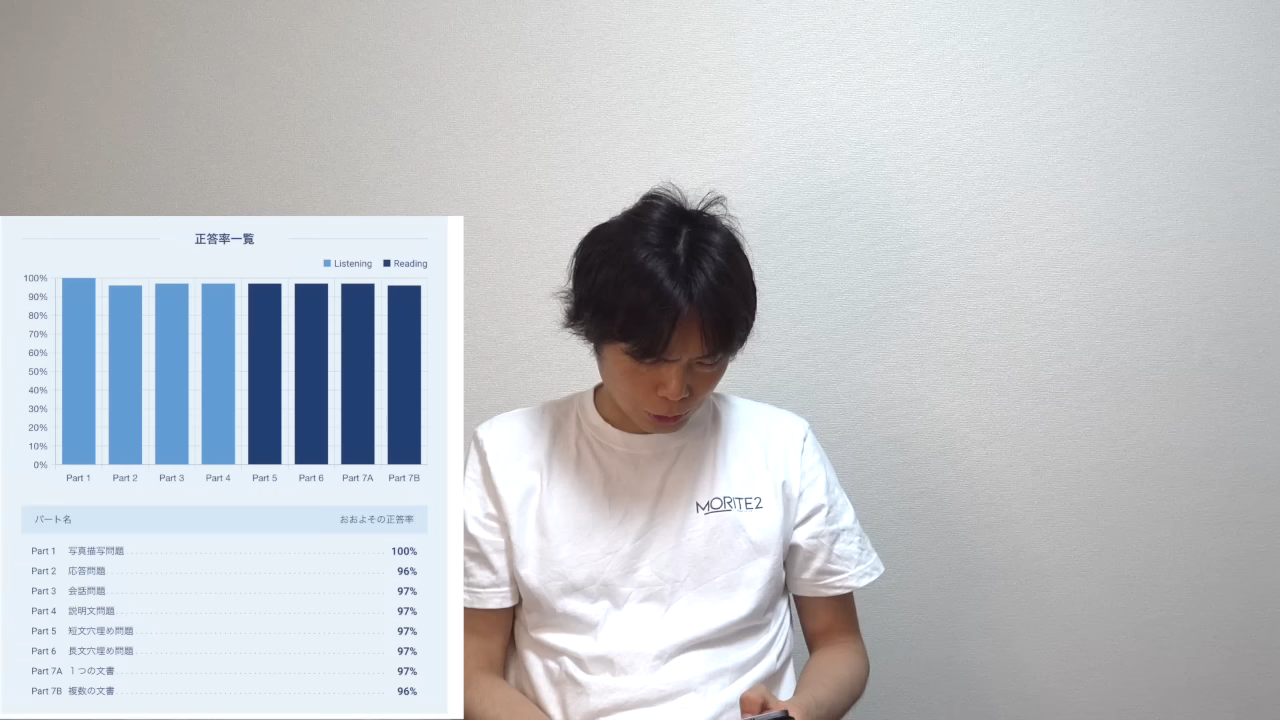 正答率一覧
Listening Reading
100%
90%
80%
70%
60%
50%
40%
30%
20%
10%
0%
Part 1 Part 2 Part 3 Part 4 Part 5 Part 6 Part 7A Part 7B
パート名 おおよその正答率
Part 1 写真描写問題 100%
Part 2 応答問題 96%
Part 3 会話問題 97%
Part 4 説明文問題 97%
Part 5 短文穴埋め問題 97%
Part 6 長文穴埋め問題 97%
Part 7A 1つの文書 97%
Part 7B 複数の文書 96%
MORITE2